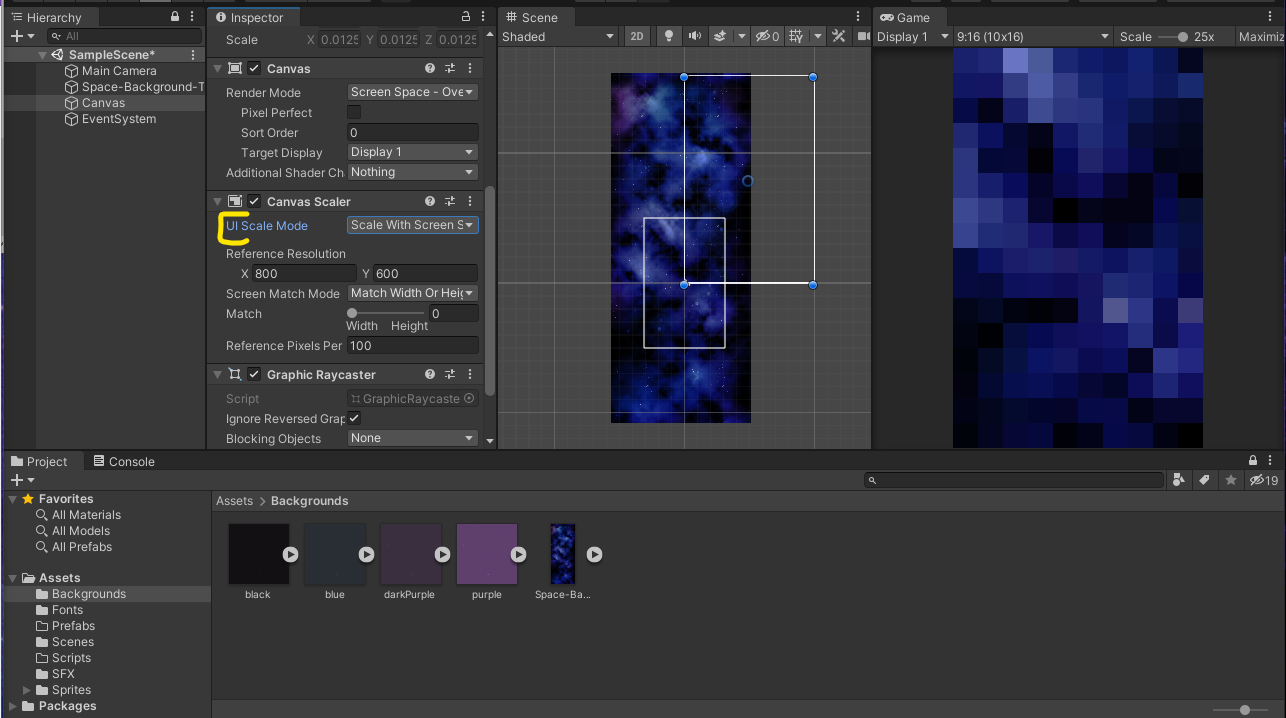 Hierarchy
All
SampleScene*
Main Camera
Space-Background-T
Canvas
EventSystem
Inspector
Scale X 0.0125 Y 0.0125 Z 0.0125
Canvas
Render Mode Screen Space - Ove
Pixel Perfect
Sort Order 0
Target Display Display 1
Additional Shader Ch Nothing
Canvas Scaler
UI Scale Mode Scale With Screen S
Reference Resolution
X 800 Y 600
Screen Match Mode Match Width Or Heig
Match 0
Width Height
Reference Pixels Per 100
Graphic Raycaster
Script GraphicRaycaste
Ignore Reversed Grap
Blocking Objects None
Scene
Shaded 2D 0
Game
Display 1 9:16 (10x16) Scale 25x Maximiz
Project Console
19
Favorites
All Materials
All Models
All Prefabs
Assets
Backgrounds
Fonts
Prefabs
Scenes
Scripts
SFX
Sprites
Packages
Assets > Backgrounds
black blue darkPurple purple Space-Ba...